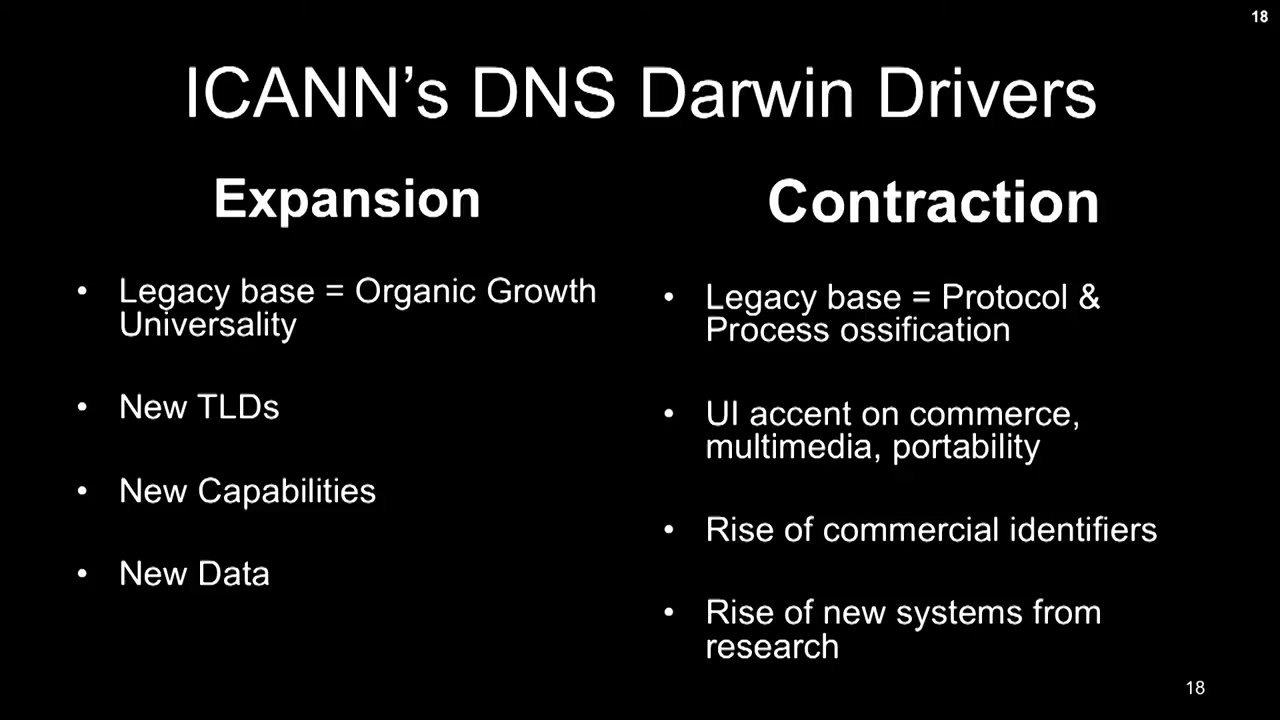 18
ICANN's DNS Darwin Drivers
Expansion
• Legacy base = Organic Growth
Universality
• New TLDs
• New Capabilities
• New Data
Contraction
• Legacy base = Protocol &
Process ossification
• UI accent on commerce,
multimedia, portability
• Rise of commercial identifiers
• Rise of new systems from
research
18